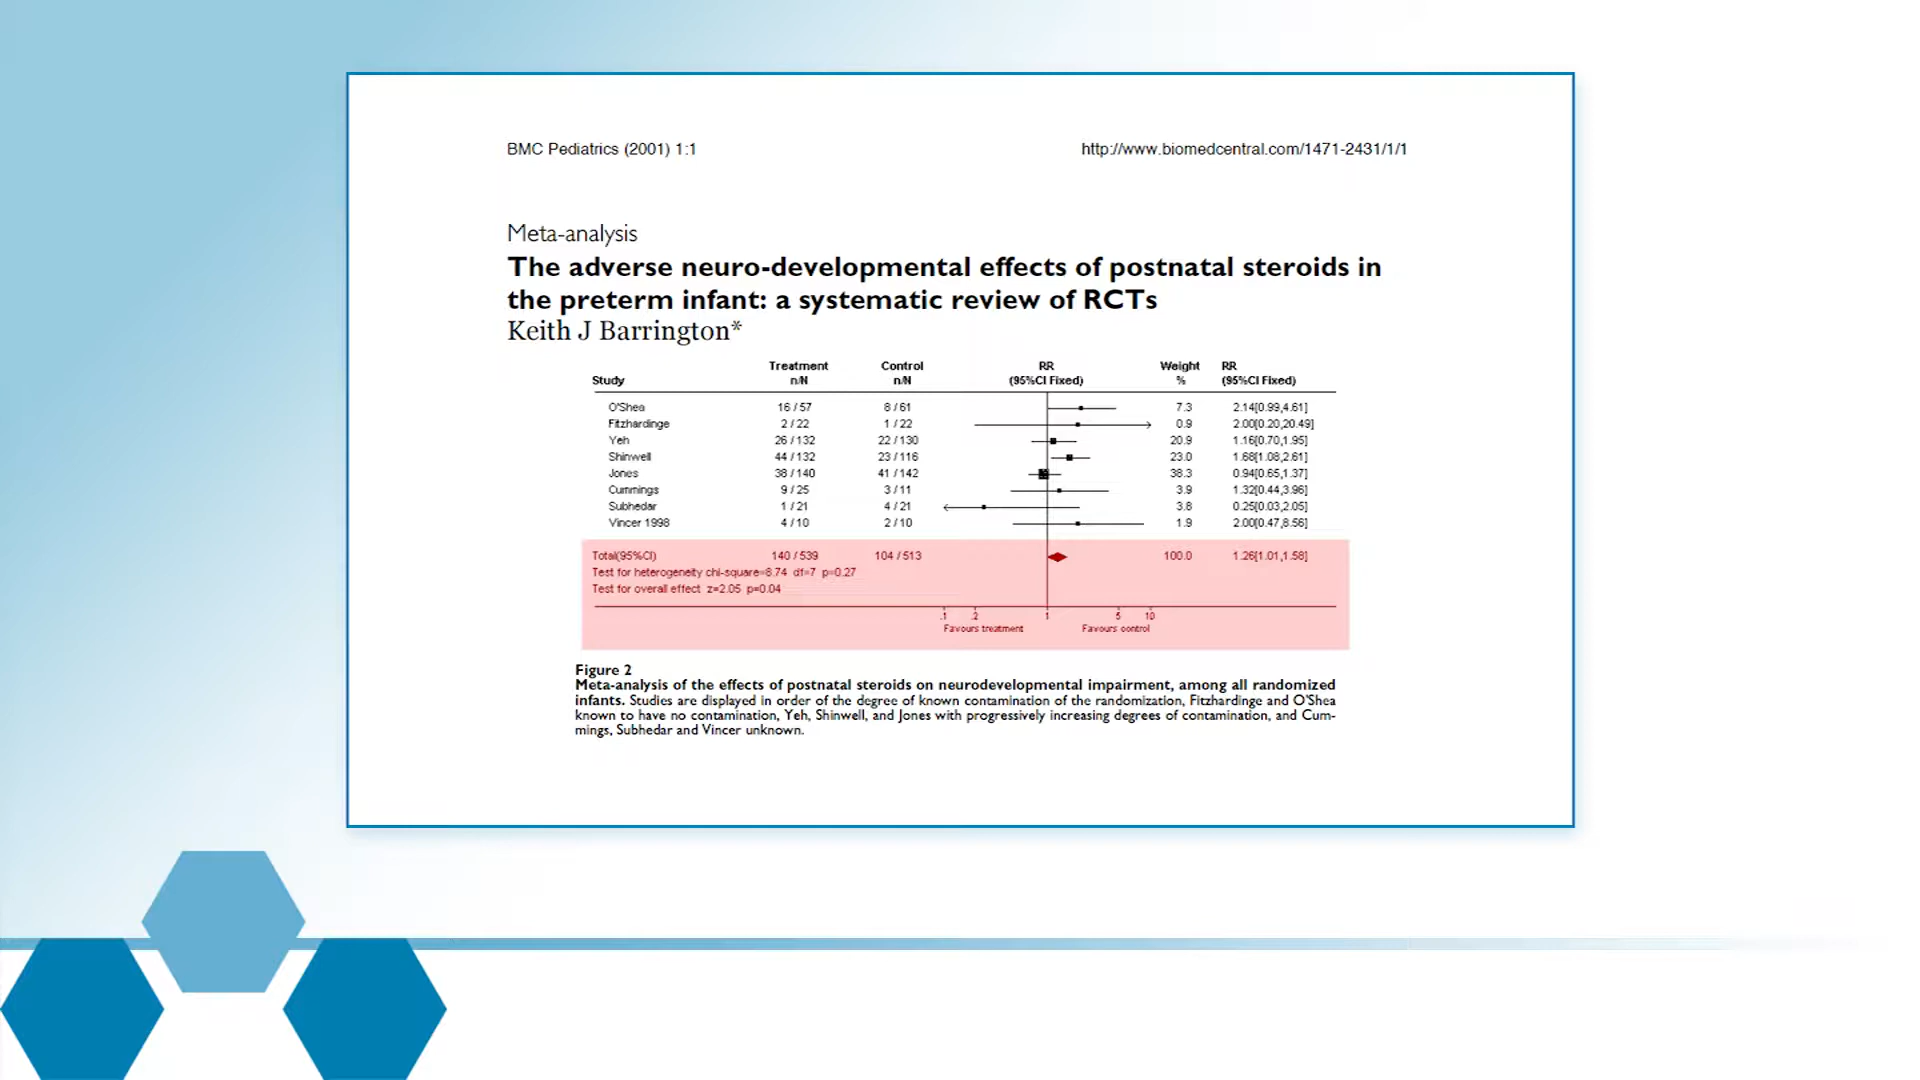 BMC Pediatrics (2001) 1:1 http://www.biomedcentral.com/1471-2431/1/1
Meta-analysis
The adverse neuro-developmental effects of postnatal steroids in
the preterm infant: a systematic review of RCTs
Keith J Barrington*
Treatment Control RR Weight RR
Study n/N n/N (95%CI Fixed) % (95%CI Fixed)
O'Shea 16 / 57 8 / 61 7.3 2.14[0.99,4.61]
Fitzhardinge 2 / 22 1 / 22 0.9 2.00[0.20,20.49]
Yeh 26 / 132 22 / 130 20.9 1.16[0.70,1.95]
Shinwell 44 / 132 23 / 116 23.0 1.68[1.08,2.61]
Jones 38 / 140 41 / 142 38.3 0.94[0.65,1.37]
Cummings 9 / 25 3 / 11 3.9 1.32[0.44,3.96]
Subhedar 1 / 21 4 / 21 3.8 0.25[0.03,2.05]
Vincer 1998 4 / 10 2 / 10 1.9 2.00[0.47,8.56]
Total(95%CI) 140 / 539 104 / 513 100.0 1.26[1.01,1.58]
Test for heterogeneity chi-square=8.74 df=7 p=0.27
Test for overall effect z=2.05 p=0.04
.1 .2 1 5 10
Favours treatment Favours control
Figure 2
Meta-analysis of the effects of postnatal steroids on neurodevelopmental impairment, among all randomized
infants. Studies are displayed in order of the degree of known contamination of the randomization, Fitzhardinge and O'Shea
known to have no contamination, Yeh, Shinwell, and Jones with progressively increasing degrees of contamination, and Cum-
mings, Subhedar and Vincer unknown.